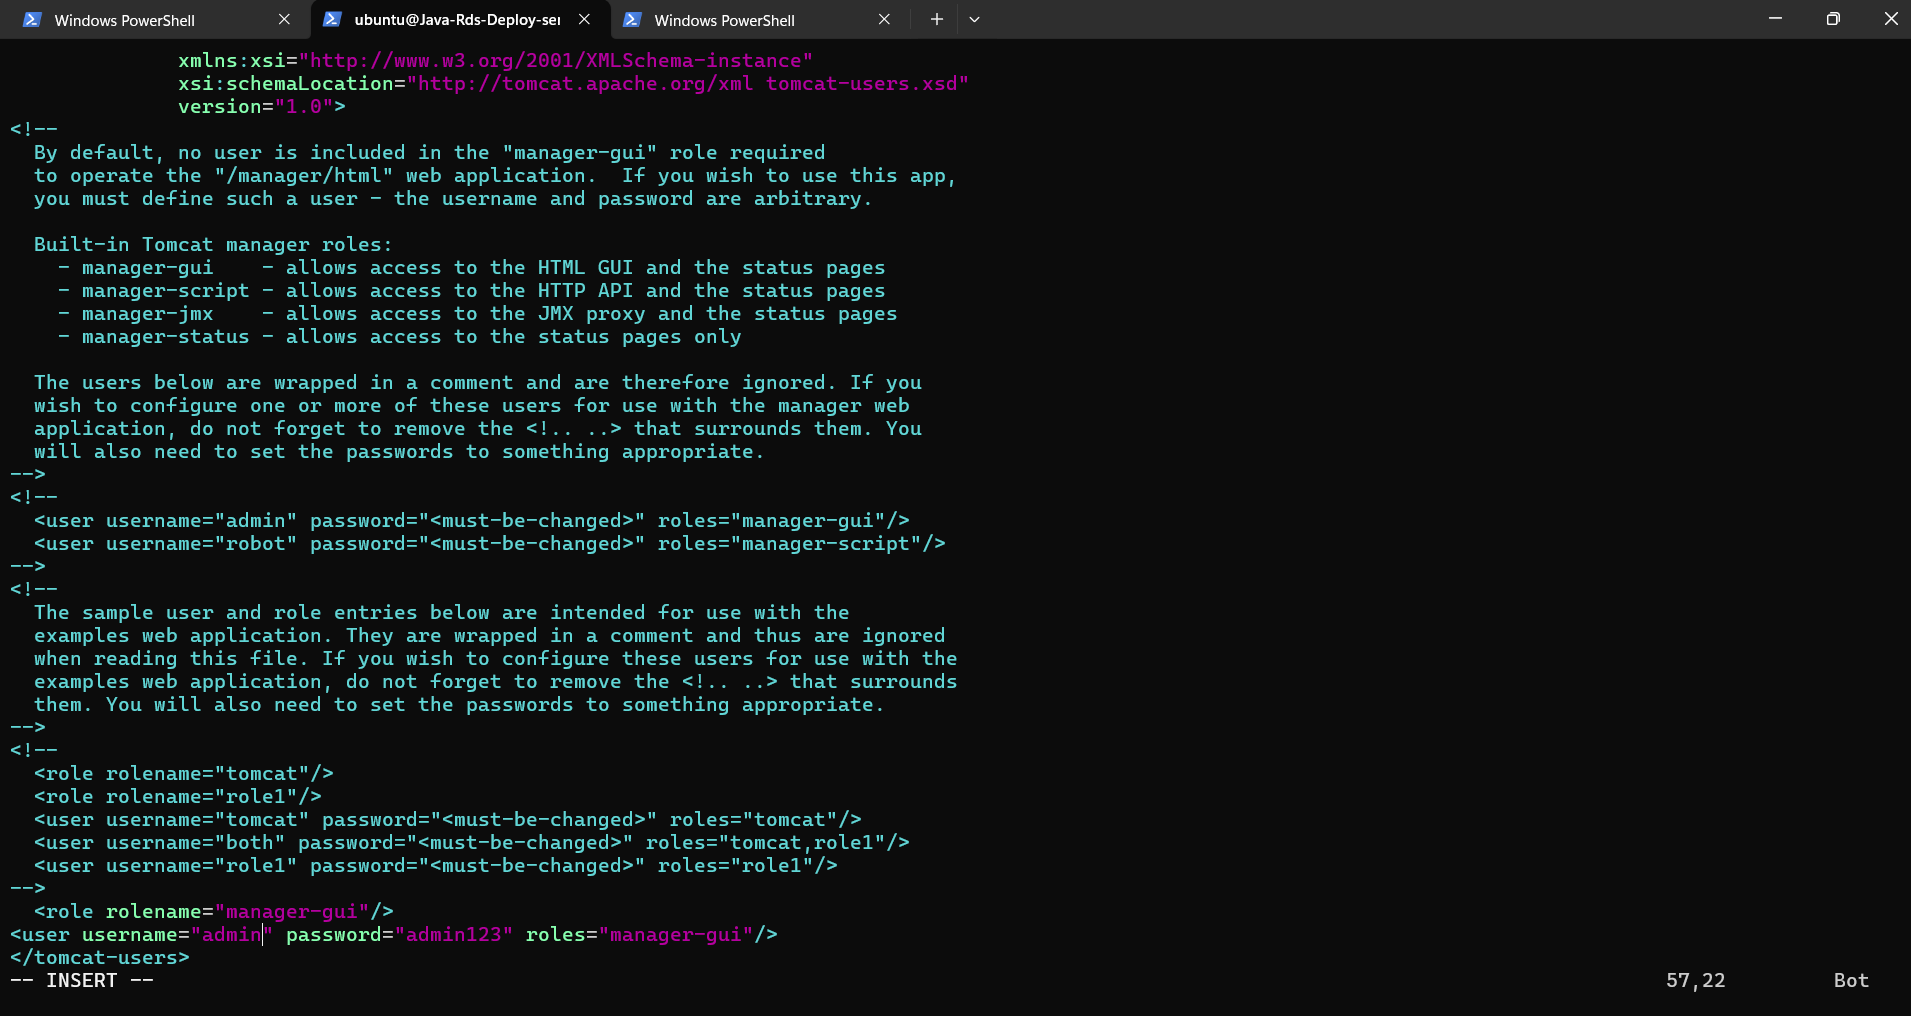 Windows PowerShell
ubuntu@Java-Rds-Deploy-ser
Windows PowerShell
xmlns:xsi="http://www.w3.org/2001/XMLSchema-instance"
xsi:schemaLocation="http://tomcat.apache.org/xml tomcat-users.xsd"
version="1.0">
<!--
By default, no user is included in the "manager-gui" role required
to operate the "/manager/html" web application.  If you wish to use this app,
you must define such a user - the username and password are arbitrary.
Built-in Tomcat manager roles:
- manager-gui    - allows access to the HTML GUI and the status pages
- manager-script - allows access to the HTTP API and the status pages
- manager-jmx    - allows access to the JMX proxy and the status pages
- manager-status - allows access to the status pages only
The users below are wrapped in a comment and are therefore ignored. If you
wish to configure one or more of these users for use with the manager web
application, do not forget to remove the <!.. ..> that surrounds them. You
will also need to set the passwords to something appropriate.
-->
<!--
<user username="admin" password="<must-be-changed>" roles="manager-gui"/>
<user username="robot" password="<must-be-changed>" roles="manager-script"/>
-->
<!--
The sample user and role entries below are intended for use with the
examples web application. They are wrapped in a comment and thus are ignored
when reading this file. If you wish to configure these users for use with the
examples web application, do not forget to remove the <!.. ..> that surrounds
them. You will also need to set the passwords to something appropriate.
-->
<!--
<role rolename="tomcat"/>
<role rolename="role1"/>
<user username="tomcat" password="<must-be-changed>" roles="tomcat"/>
<user username="both" password="<must-be-changed>" roles="tomcat,role1"/>
<user username="role1" password="<must-be-changed>" roles="role1"/>
-->
<role rolename="manager-gui"/>
<user username="admin" password="admin123" roles="manager-gui"/>
</tomcat-users>
-- INSERT -- 57,22 Bot